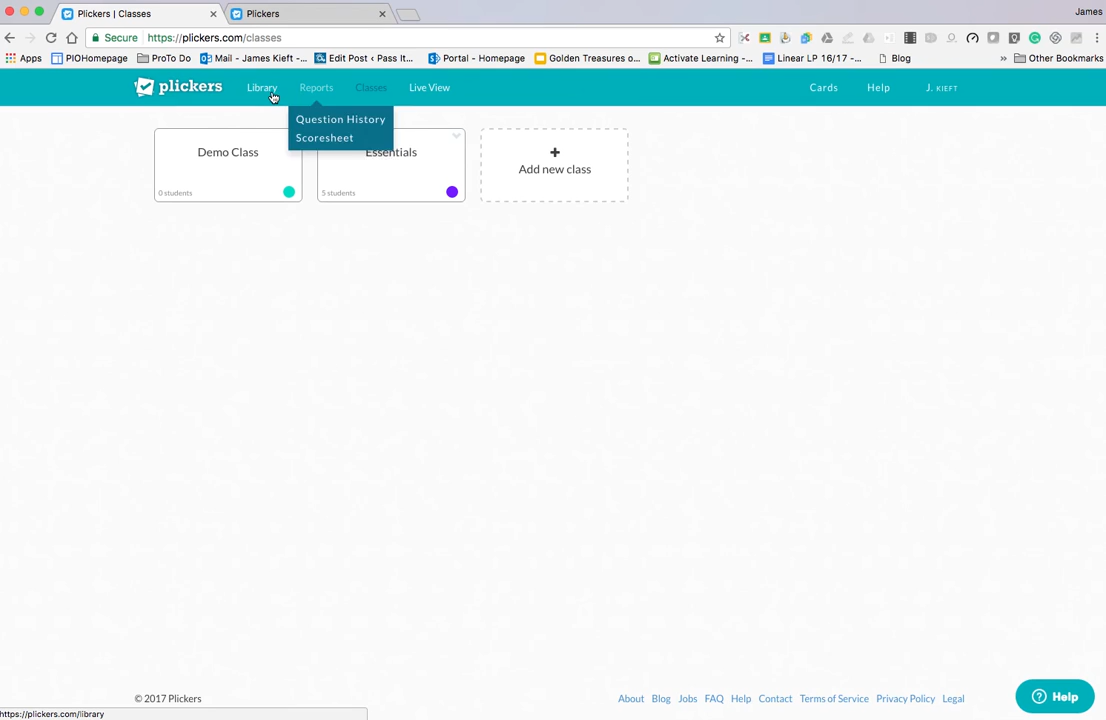 Plickers | Classes
Plickers
James
Secure https://plickers.com/classes
Apps PIOHomepage ProTo Do Mail - James Kieft -... Edit Post ‹ Pass It... Portal - Homepage Golden Treasures o... Activate Learning -... Linear LP 16/17 -... Blog » Other Bookmarks
plickers Library Reports Classes Live View Cards Help J. KIEFT
Question History
Scoresheet
Demo Class
0 students
Essentials
5 students
Add new class
© 2017 Plickers
About Blog Jobs FAQ Help Contact Terms of Service Privacy Policy Legal
Help
https://plickers.com/library